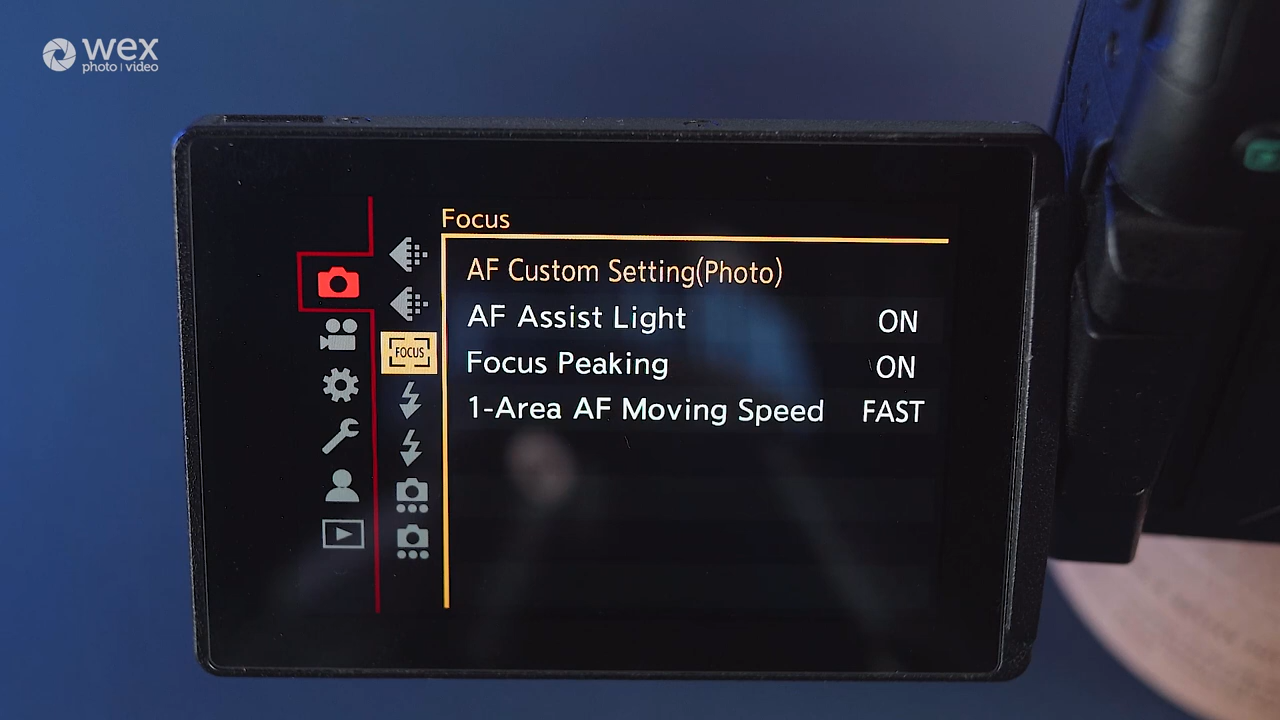 wex
photo | video
Focus
FOCUS
AF Custom Setting(Photo)
AF Assist Light ON
Focus Peaking ON
1-Area AF Moving Speed FAST